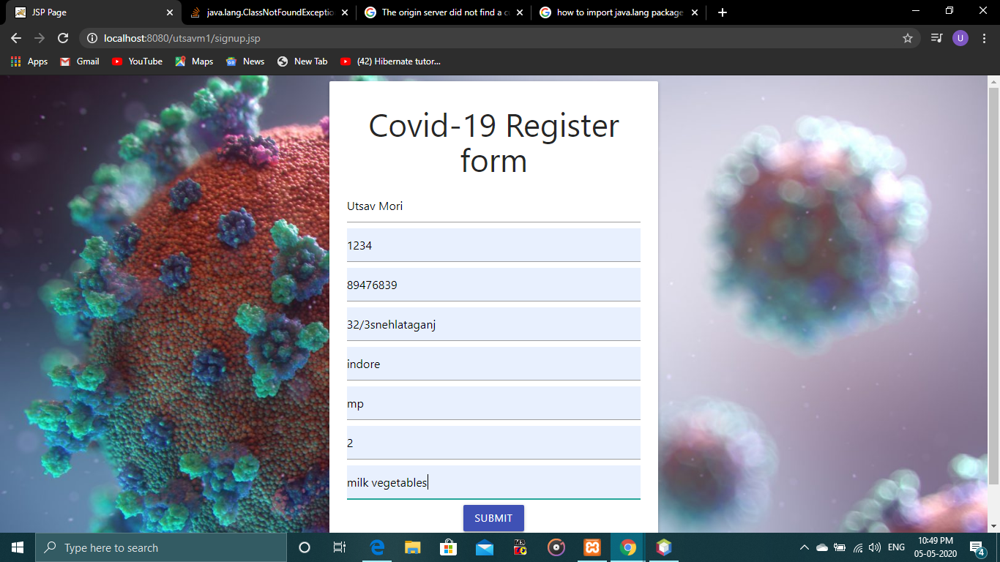 JSP Page
java.lang.ClassNotFoundExceptio
The origin server did not find a cu
how to import java.lang package
localhost:8080/utsavm1/signup.jsp
U
Apps
Gmail
YouTube
Maps
News
New Tab
(42) Hibernate tutor...
Covid-19 Register
form
Utsav Mori
1234
89476839
32/3snehlataganj
indore
mp
2
milk vegetables
SUBMIT
Type here to search
ENG
10:49 PM
05-05-2020
4